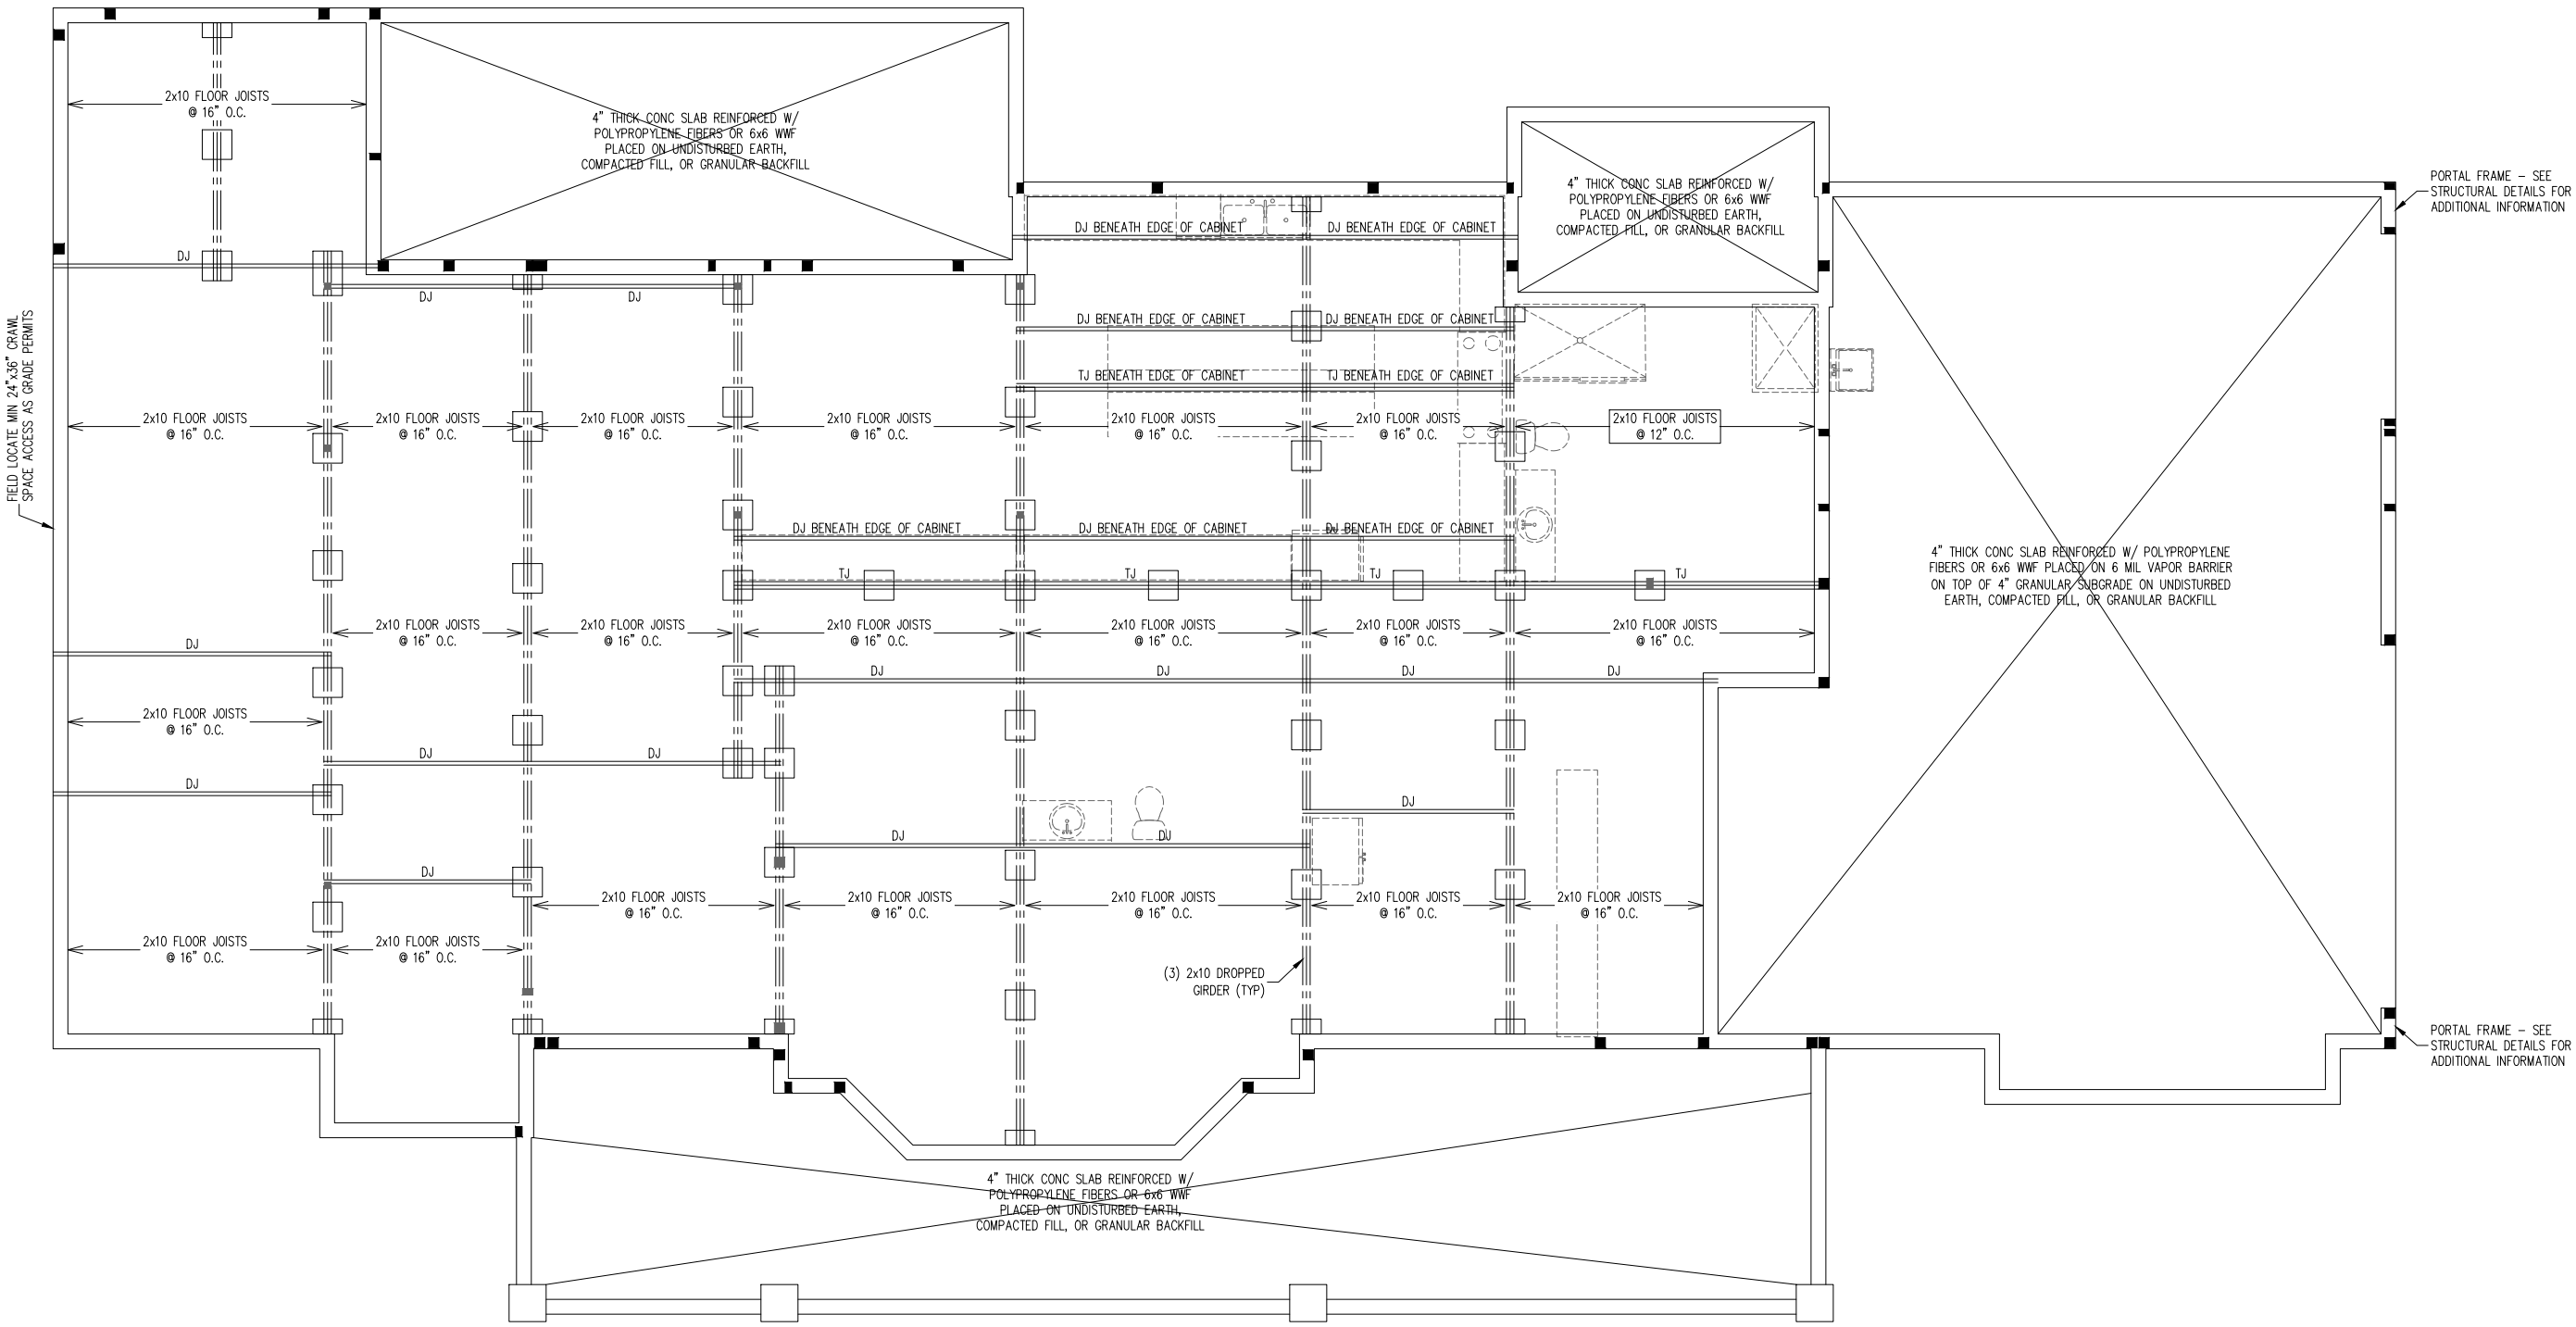 2x10 FLOOR JOISTS
@ 16" O.C.
4" THICK CONC SLAB REINFORCED W/
POLYPROPYLENE FIBERS OR 6x6 WWF
PLACED ON UNDISTURBED EARTH,
COMPACTED FILL, OR GRANULAR BACKFILL
4" THICK CONC SLAB REINFORCED W/
POLYPROPYLENE FIBERS OR 6x6 WWF
PLACED ON UNDISTURBED EARTH,
COMPACTED FILL, OR GRANULAR BACKFILL
PORTAL FRAME - SEE
STRUCTURAL DETAILS FOR
ADDITIONAL INFORMATION
DJ BENEATH EDGE OF CABINET
DJ BENEATH EDGE OF CABINET
DJ
DJ
DJ
FIELD LOCATE MIN 24"x36" CRAWL
SPACE ACCESS AS GRADE PERMITS
DJ BENEATH EDGE OF CABINET
DJ BENEATH EDGE OF CABINET
TJ BENEATH EDGE OF CABINET
TJ BENEATH EDGE OF CABINET
2x10 FLOOR JOISTS
@ 16" O.C.
2x10 FLOOR JOISTS
@ 16" O.C.
2x10 FLOOR JOISTS
@ 16" O.C.
2x10 FLOOR JOISTS
@ 16" O.C.
2x10 FLOOR JOISTS
@ 16" O.C.
2x10 FLOOR JOISTS
@ 16" O.C.
2x10 FLOOR JOISTS
@ 12" O.C.
DJ BENEATH EDGE OF CABINET
DJ BENEATH EDGE OF CABINET
DJ BENEATH EDGE OF CABINET
4" THICK CONC SLAB REINFORCED W/ POLYPROPYLENE
FIBERS OR 6x6 WWF PLACED ON 6 MIL VAPOR BARRIER
ON TOP OF 4" GRANULAR SUBGRADE ON UNDISTURBED
EARTH, COMPACTED FILL, OR GRANULAR BACKFILL
TJ
TJ
TJ
TJ
2x10 FLOOR JOISTS
@ 16" O.C.
2x10 FLOOR JOISTS
@ 16" O.C.
2x10 FLOOR JOISTS
@ 16" O.C.
2x10 FLOOR JOISTS
@ 16" O.C.
2x10 FLOOR JOISTS
@ 16" O.C.
2x10 FLOOR JOISTS
@ 16" O.C.
DJ
DJ
DJ
DJ
DJ
2x10 FLOOR JOISTS
@ 16" O.C.
DJ
DJ
DJ
DJ
DJ
DJ
DJ
2x10 FLOOR JOISTS
@ 16" O.C.
2x10 FLOOR JOISTS
@ 16" O.C.
2x10 FLOOR JOISTS
@ 16" O.C.
2x10 FLOOR JOISTS
@ 16" O.C.
2x10 FLOOR JOISTS
@ 16" O.C.
2x10 FLOOR JOISTS
@ 16" O.C.
2x10 FLOOR JOISTS
@ 16" O.C.
(3) 2x10 DROPPED
GIRDER (TYP)
PORTAL FRAME - SEE
STRUCTURAL DETAILS FOR
ADDITIONAL INFORMATION
4" THICK CONC SLAB REINFORCED W/
POLYPROPYLENE FIBERS OR 6x6 WWF
PLACED ON UNDISTURBED EARTH,
COMPACTED FILL, OR GRANULAR BACKFILL